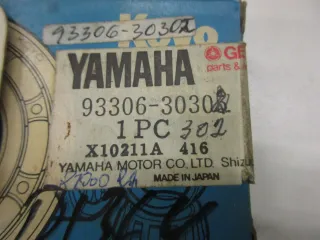 93306-30302
Koyo
YAMAHA
GE
parts &
93306-30302
1 PC 302
X10211A 416
YAMAHA MOTOR CO., LTD. Shizu
MADE IN JAPAN